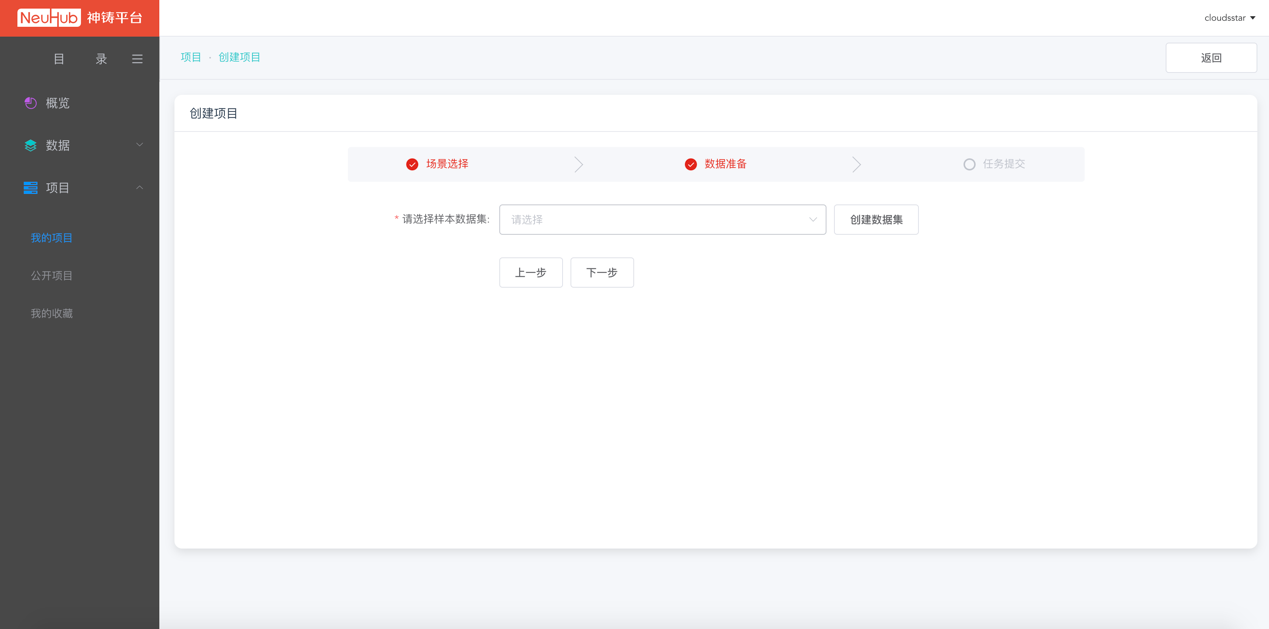 NeuHub 神铸平台
cloudsstar
目 录
项目 - 创建项目
返回
概览
数据
项目
我的项目
公开项目
我的收藏
创建项目
场景选择
数据准备
任务提交
* 请选择样本数据集:
请选择
创建数据集
上一步
下一步